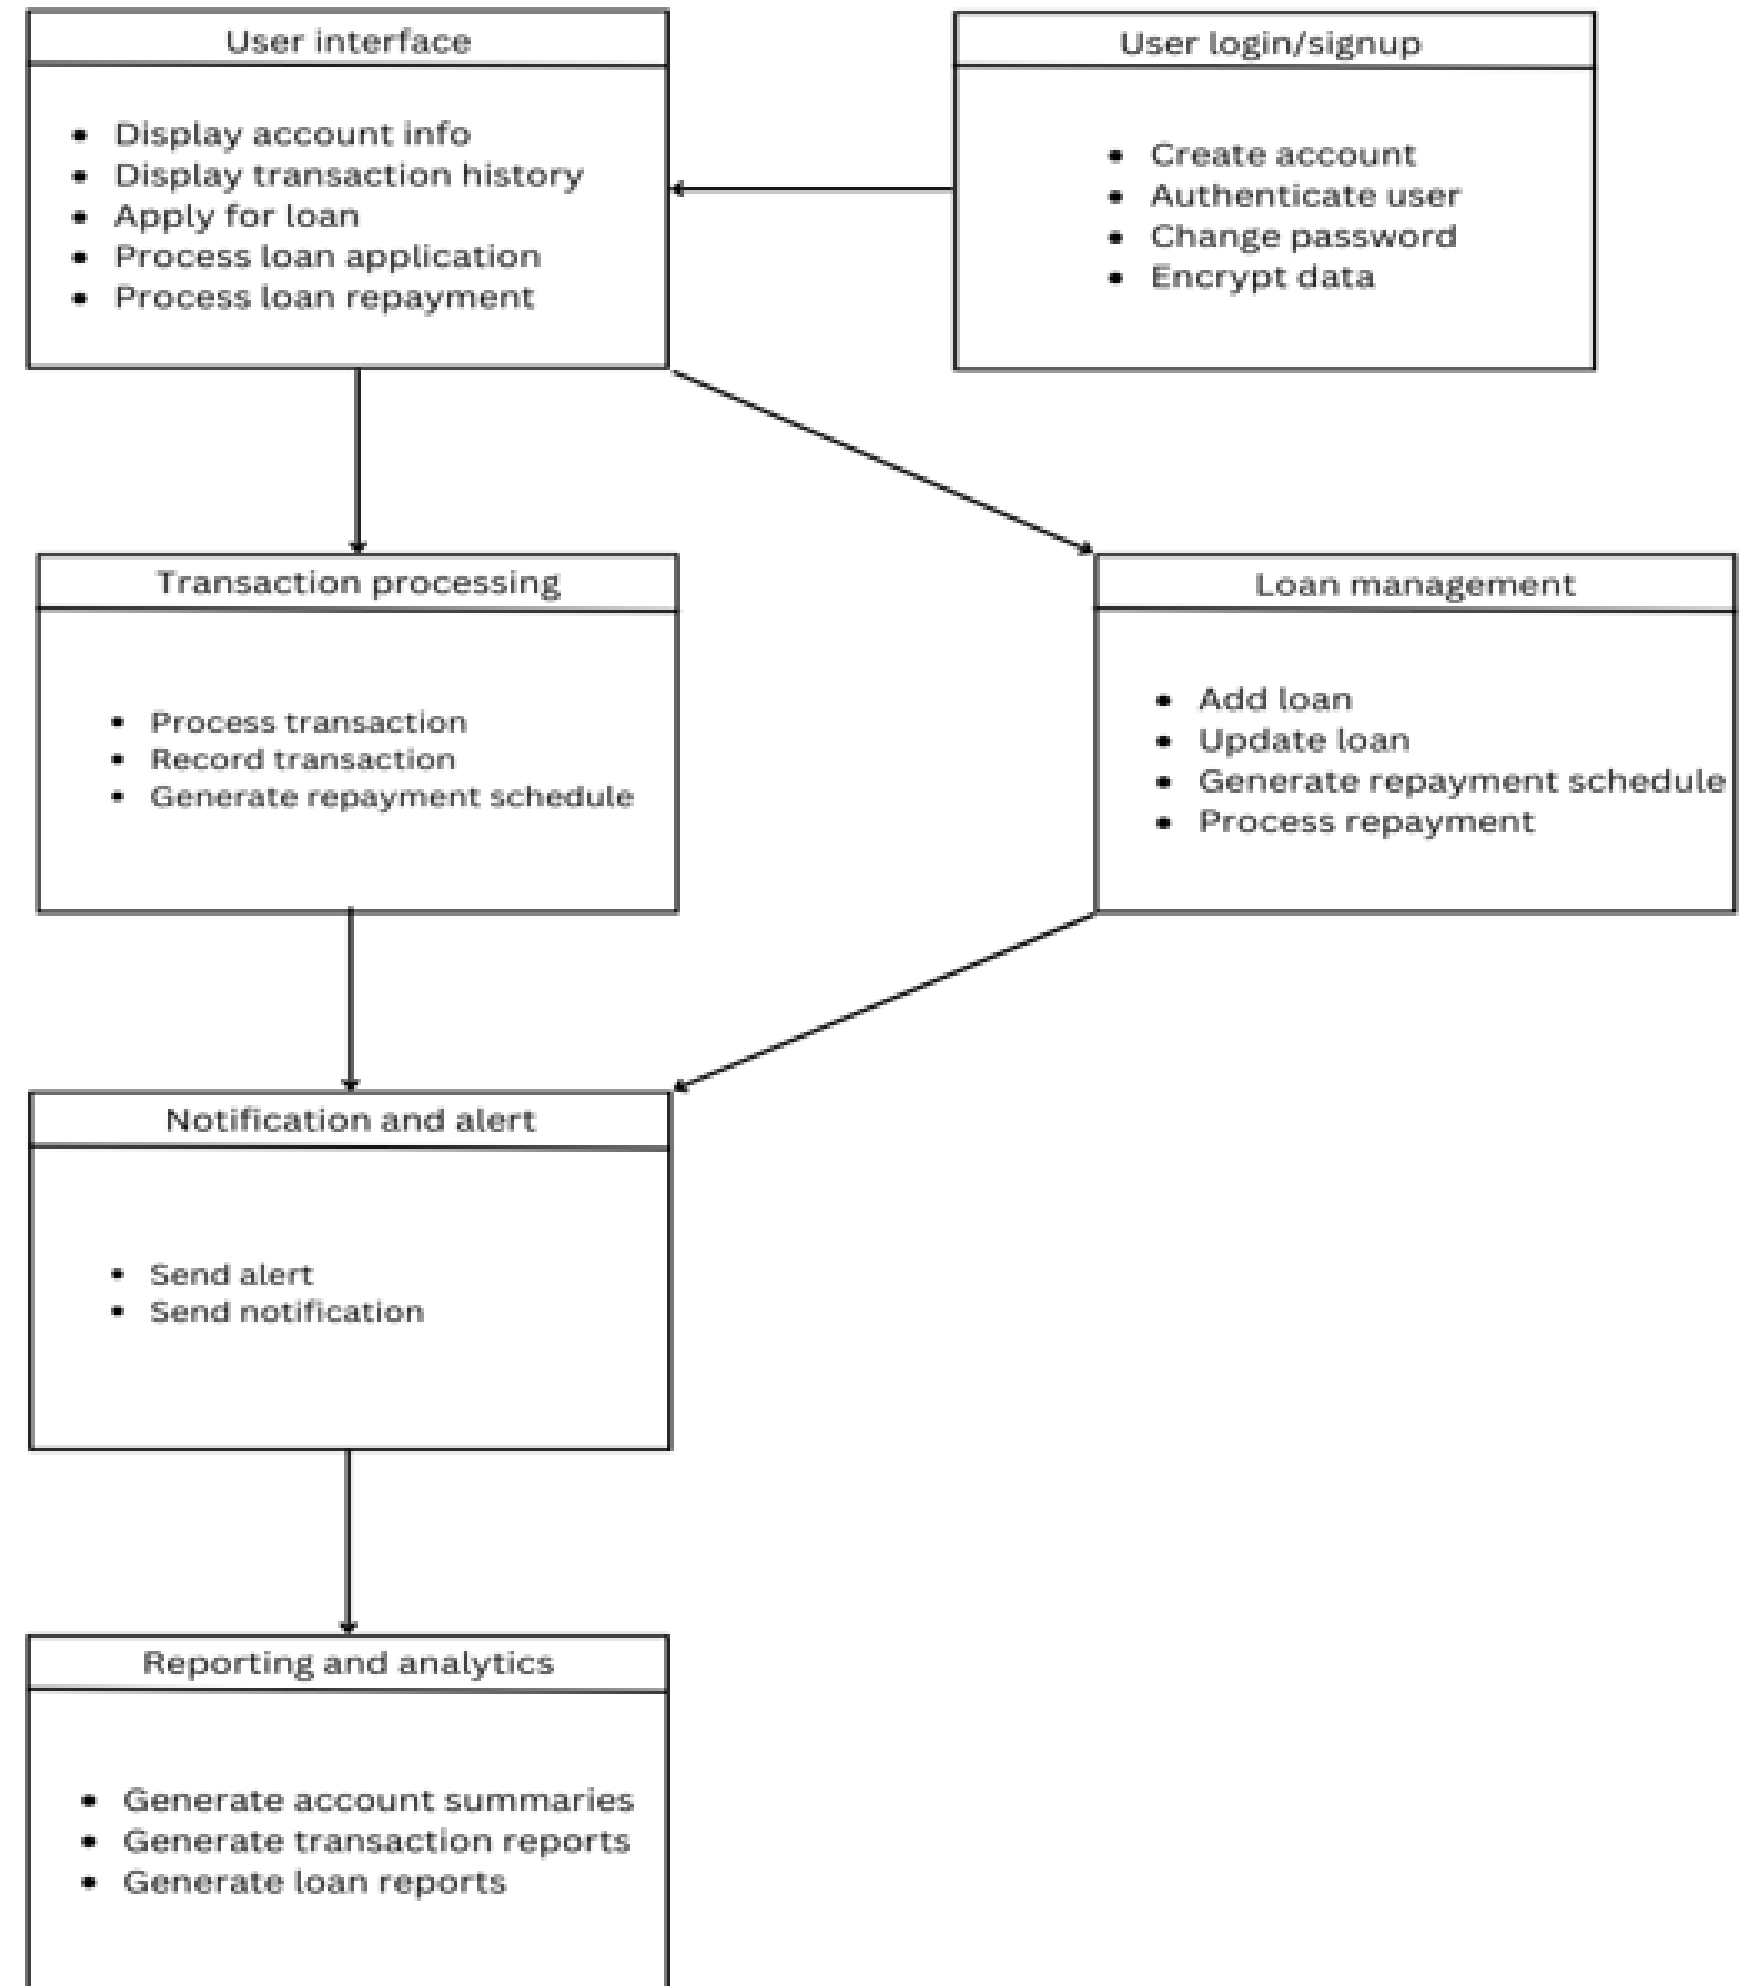 User interface
• Display account info
• Display transaction history
• Apply for loan
• Process loan application
• Process loan repayment
User login/signup
• Create account
• Authenticate user
• Change password
• Encrypt data
Transaction processing
• Process transaction
• Record transaction
• Generate repayment schedule
Loan management
• Add loan
• Update loan
• Generate repayment schedule
• Process repayment
Notification and alert
• Send alert
• Send notification
Reporting and analytics
• Generate account summaries
• Generate transaction reports
• Generate loan reports